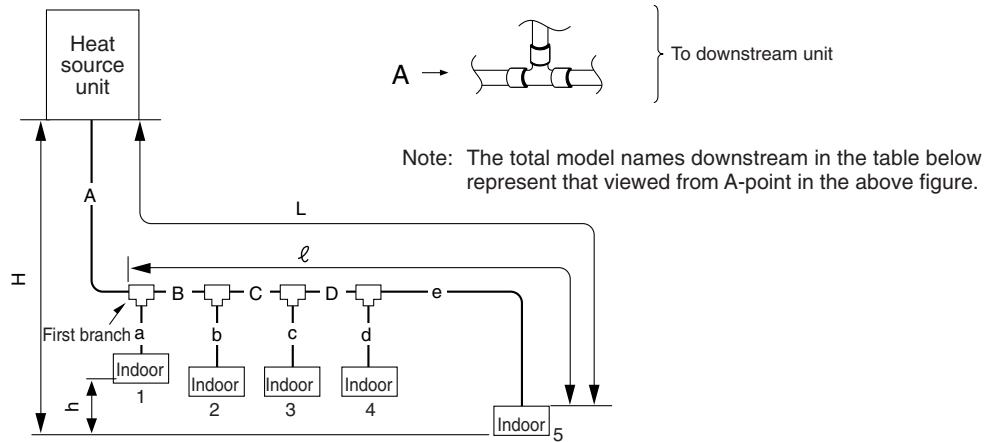 Heat
source
unit
A
To downstream unit
Note: The total model names downstream in the table below
represent that viewed from A-point in the above figure.
A
L
H
ℓ
B
C
D
e
First branch
a
b
c
d
Indoor
1
Indoor
2
Indoor
3
Indoor
4
h
Indoor
5